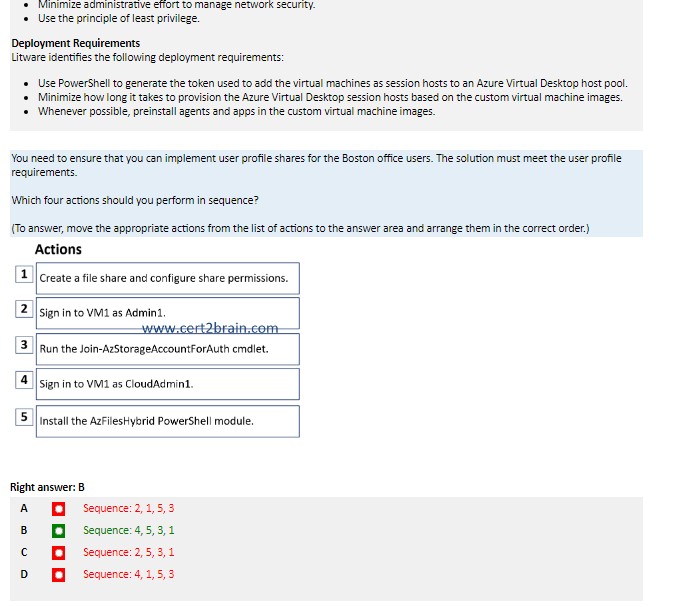 Minimize administrative effort to manage network security.
• Use the principle of least privilege.
Deployment Requirements
Litware identifies the following deployment requirements:
• Use PowerShell to generate the token used to add the virtual machines as session hosts to an Azure Virtual Desktop host pool.
• Minimize how long it takes to provision the Azure Virtual Desktop session hosts based on the custom virtual machine images.
• Whenever possible, preinstall agents and apps in the custom virtual machine images.
You need to ensure that you can implement user profile shares for the Boston office users. The solution must meet the user profile
requirements.
Which four actions should you perform in sequence?
(To answer, move the appropriate actions from the list of actions to the answer area and arrange them in the correct order.)
Actions
1 Create a file share and configure share permissions.
2 Sign in to VM1 as Admin1.
www.cert2brain.com
3 Run the Join-AzStorageAccountForAuth cmdlet.
4 Sign in to VM1 as CloudAdmin1.
5 Install the AzFilesHybrid PowerShell module.
Right answer: B
A Sequence: 2, 1, 5, 3
B Sequence: 4, 5, 3, 1
C Sequence: 2, 5, 3, 1
D Sequence: 4, 1, 5, 3